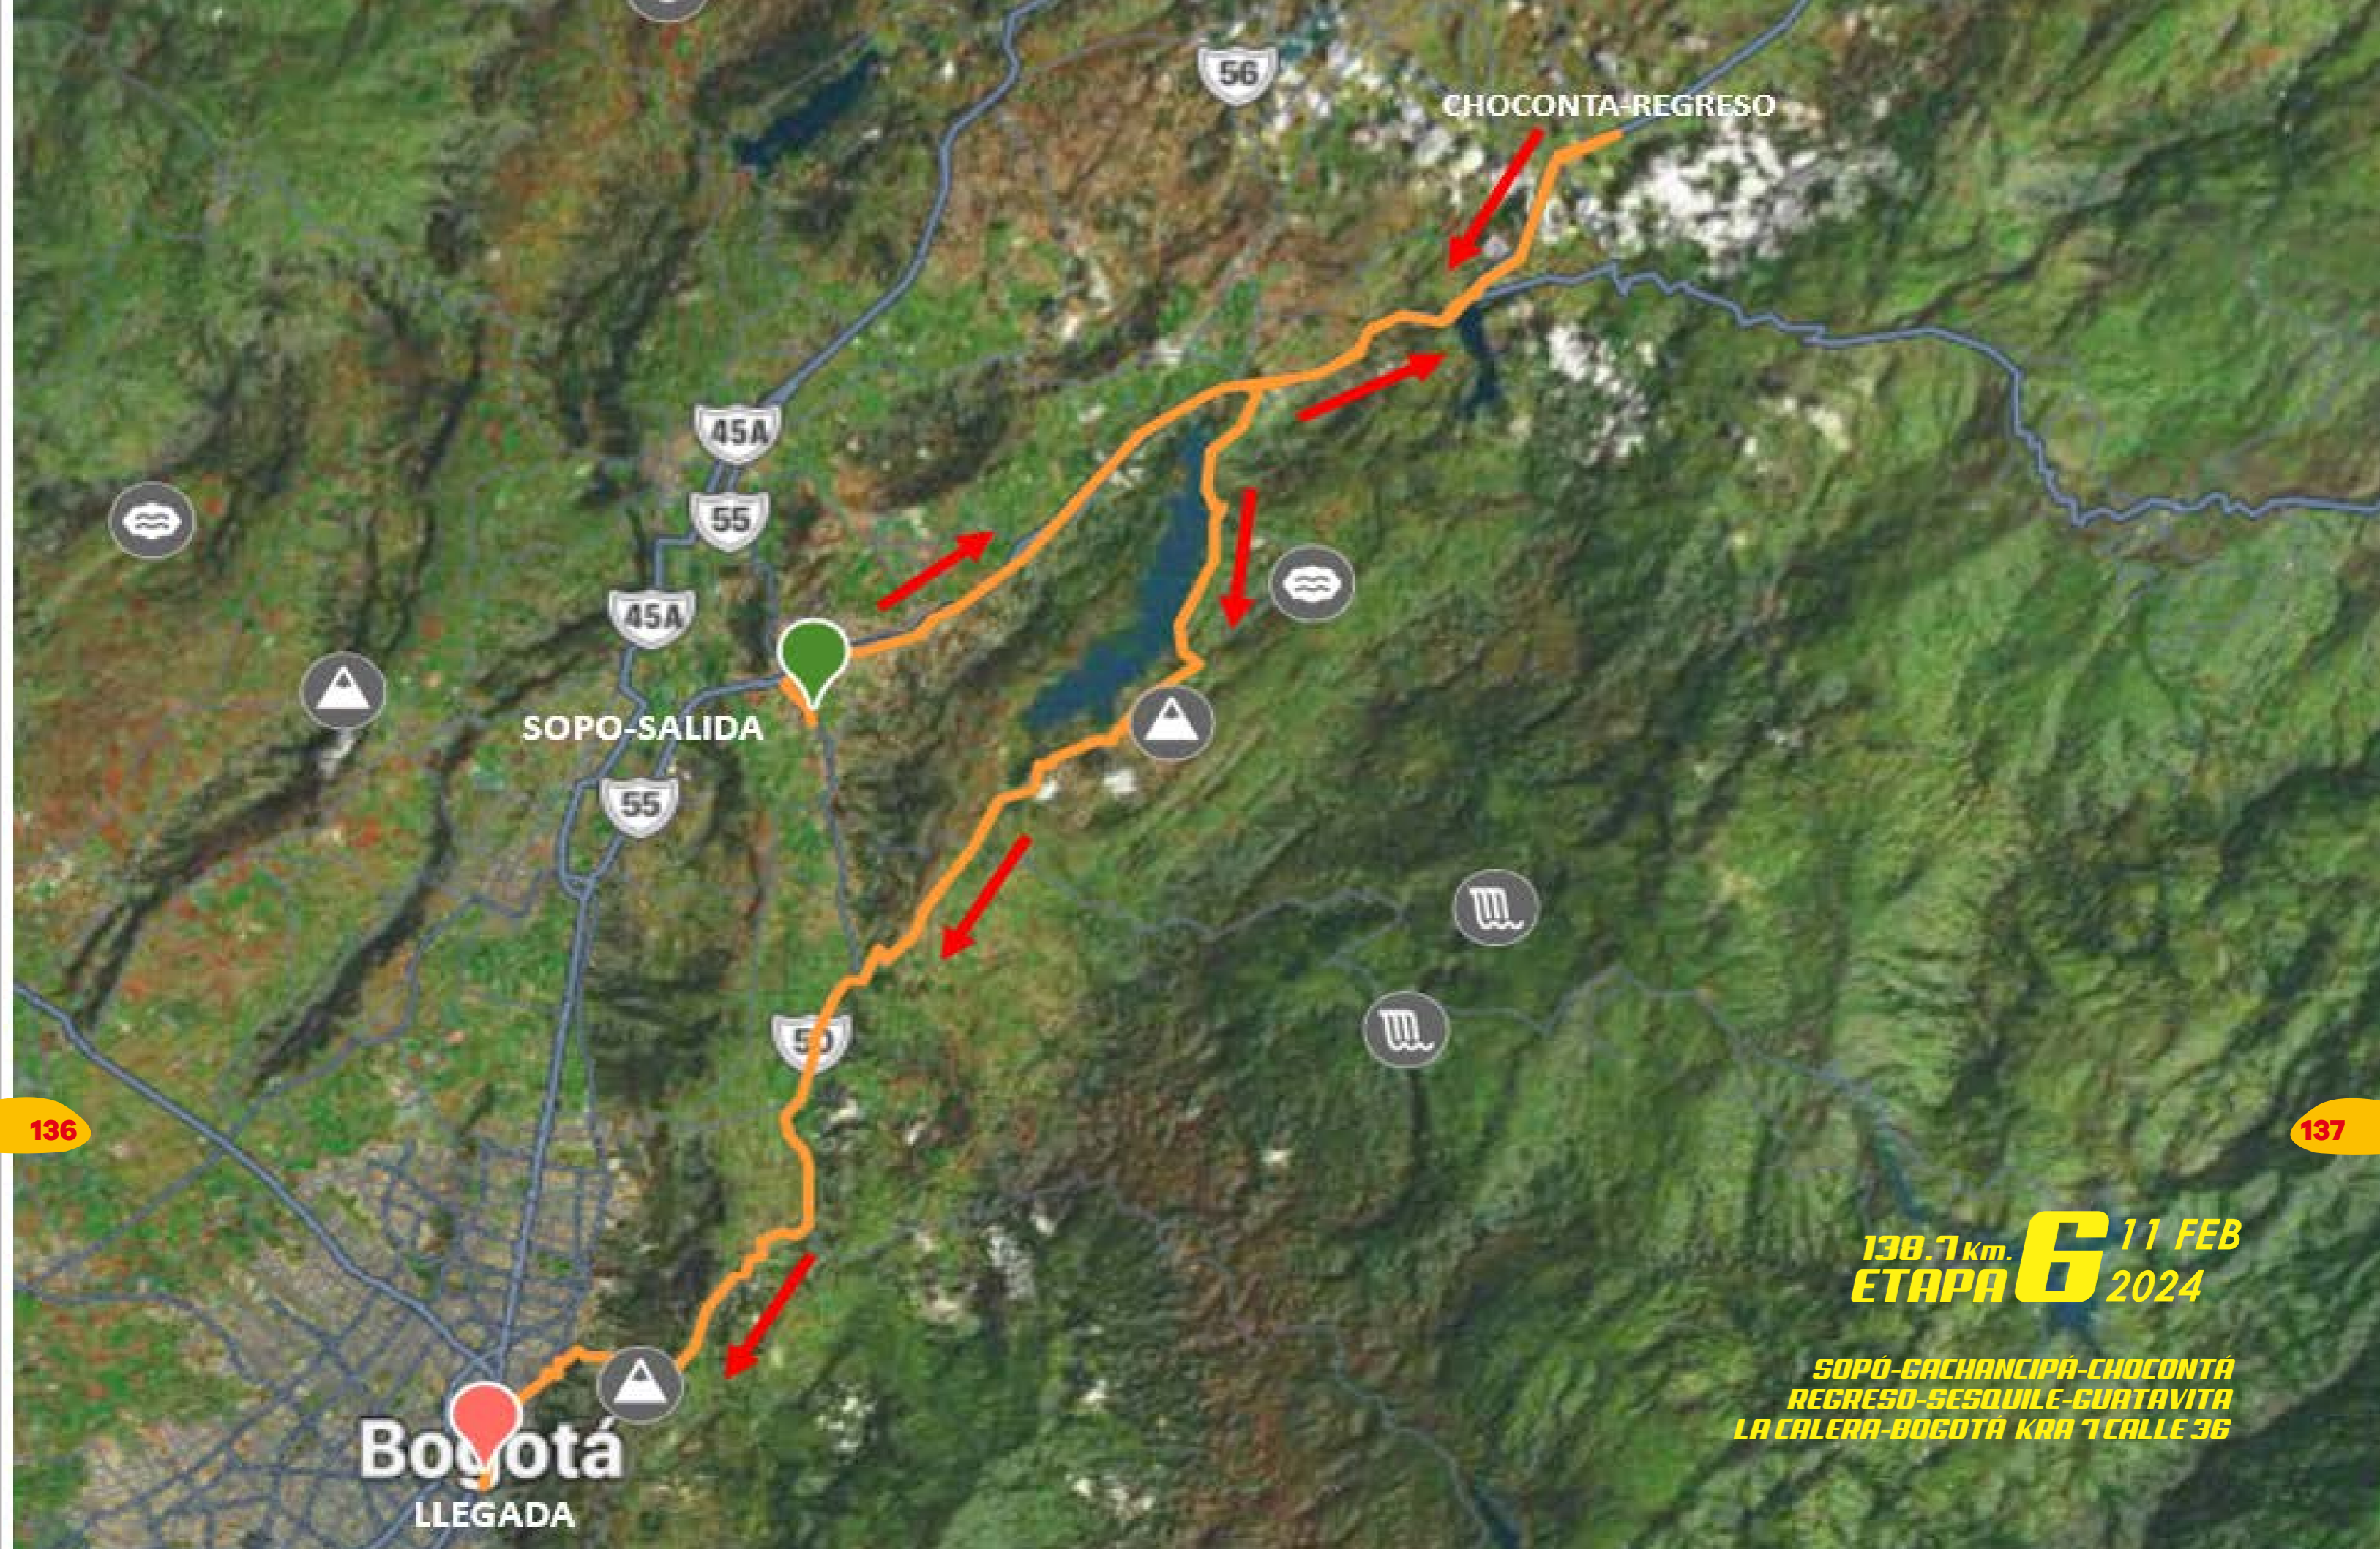 56
CHOCONTA-REGRESO
45A
55
45A
SOPO-SALIDA
55
50
136
137
138.7 Km.
ETAPA 6
11 FEB
2024
SOPÓ-GACHANCIPÁ-CHOCONTÁ
REGRESO-SESQUILE-GUATAVITA
LA CALERA-BOGOTÁ KRA 7 CALLE 36
Bogotá
LLEGADA